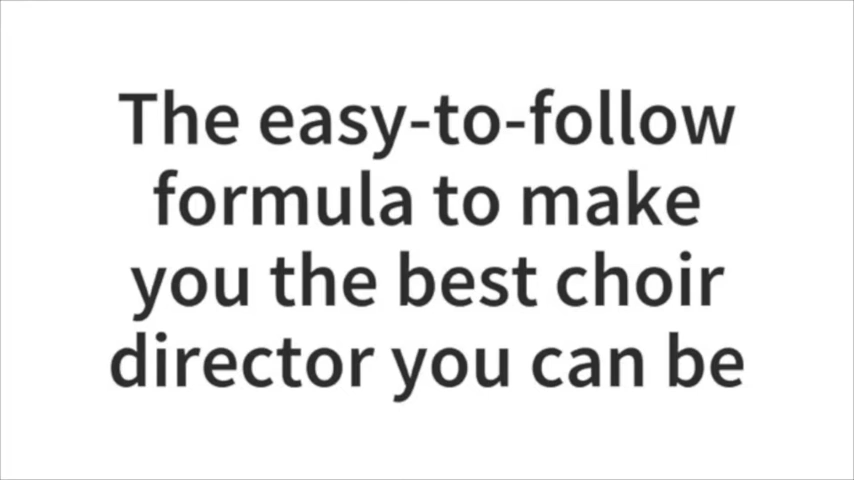 The easy-to-follow
formula to make
you the best choir
director you can be